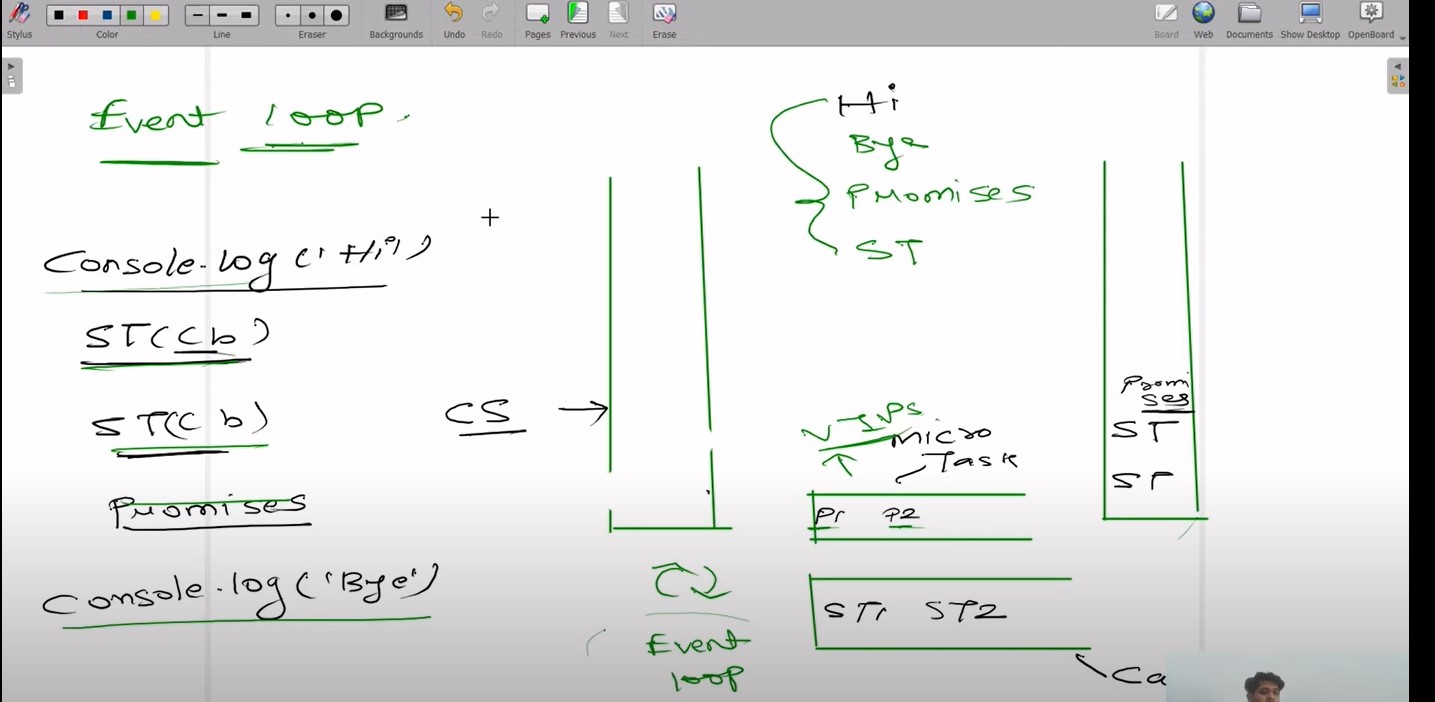 Stylus
Color
Line
Eraser
Backgrounds
Undo
Redo
Pages
Previous
Next
Erase
Board
Web
Documents
Show Desktop
OpenBoard
Event loop.
Console.log('Hi')
ST(Cb)
ST(Cb)
Promises
Console.log('Bye')
CS
Event
loop
Hi
Bye
Promises
ST
Micro
Task
P1 P2
ST1 ST2
Ca
Prom
ses
ST
ST